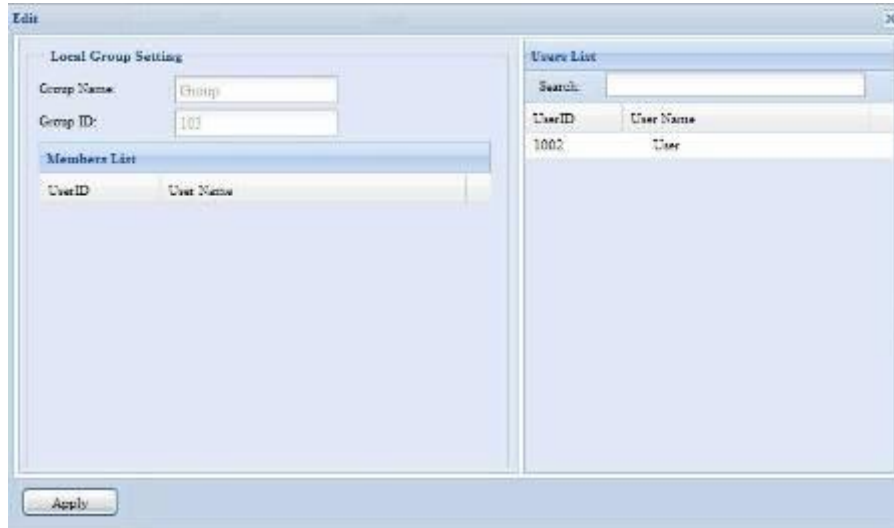 Edit
Local Group Setting
Group Name:
Group
Group ID:
103
Members List
UserID User Name
Users List
Search:
UserID User Name
1002 User
Apply